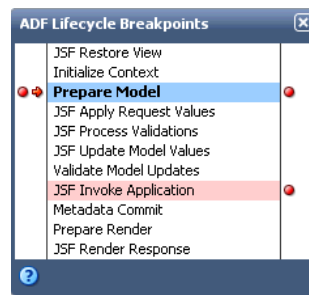 ADF Lifecycle Breakpoints
JSF Restore View
Initialize Context
Prepare Model
JSF Apply Request Values
JSF Process Validations
JSF Update Model Values
Validate Model Updates
JSF Invoke Application
Metadata Commit
Prepare Render
JSF Render Response
?